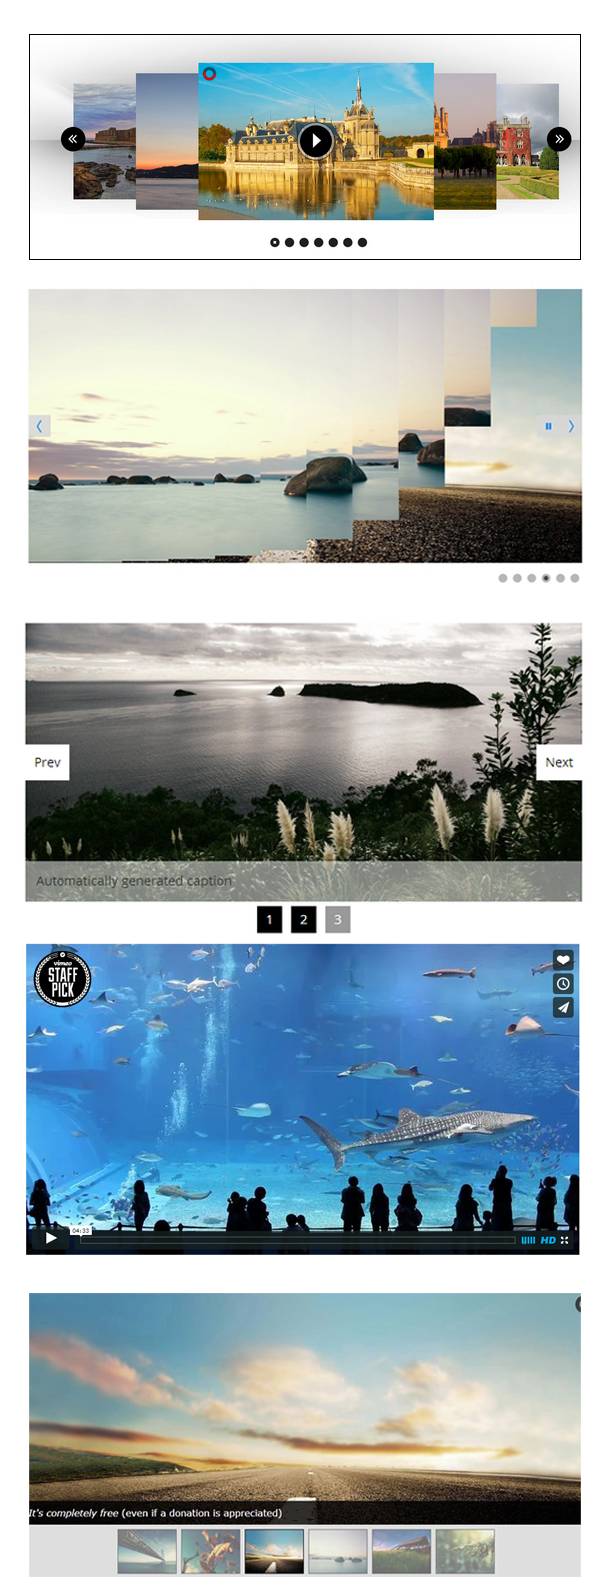 Prev
Next
Automatically generated caption
1 2 3
vimeo
STAFF
PICK
04:33
HD
It's completely free (even if a donation is appreciated)